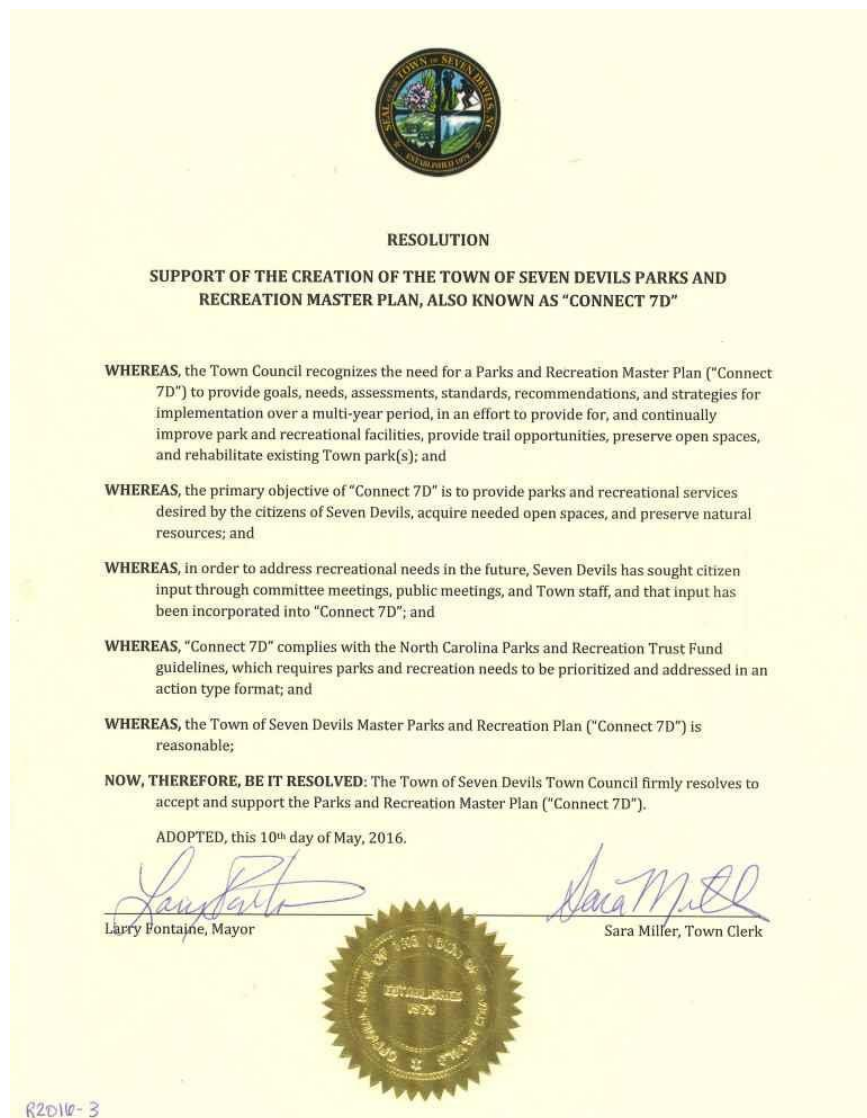 SEAL OF THE TOWN OF SEVEN DEVILS, NC
ESTABLISHED 1979
RESOLUTION
SUPPORT OF THE CREATION OF THE TOWN OF SEVEN DEVILS PARKS AND
RECREATION MASTER PLAN, ALSO KNOWN AS “CONNECT 7D”
WHEREAS, the Town Council recognizes the need for a Parks and Recreation Master Plan (“Connect
7D”) to provide goals, needs, assessments, standards, recommendations, and strategies for
implementation over a multi-year period, in an effort to provide for, and continually
improve park and recreational facilities, provide trail opportunities, preserve open spaces,
and rehabilitate existing Town park(s); and
WHEREAS, the primary objective of “Connect 7D” is to provide parks and recreational services
desired by the citizens of Seven Devils, acquire needed open spaces, and preserve natural
resources; and
WHEREAS, in order to address recreational needs in the future, Seven Devils has sought citizen
input through committee meetings, public meetings, and Town staff, and that input has
been incorporated into “Connect 7D”; and
WHEREAS, “Connect 7D” complies with the North Carolina Parks and Recreation Trust Fund
guidelines, which requires parks and recreation needs to be prioritized and addressed in an
action type format; and
WHEREAS, the Town of Seven Devils Master Parks and Recreation Plan (“Connect 7D”) is
reasonable;
NOW, THEREFORE, BE IT RESOLVED: The Town of Seven Devils Town Council firmly resolves to
accept and support the Parks and Recreation Master Plan (“Connect 7D”).
ADOPTED, this 10th day of May, 2016.
Larry Fontaine, Mayor
Sara Miller, Town Clerk
ESTABLISHED
1979
R2016-3